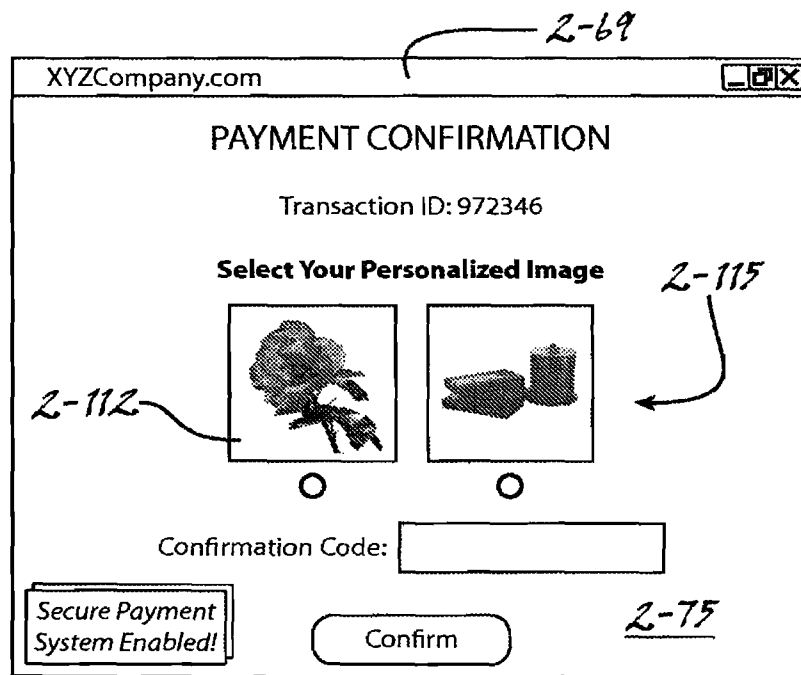 2-69
XYZCompany.com
PAYMENT CONFIRMATION
Transaction ID: 972346
Select Your Personalized Image
2-115
2-112
Confirmation Code:
Secure Payment
System Enabled!
Confirm
2-75